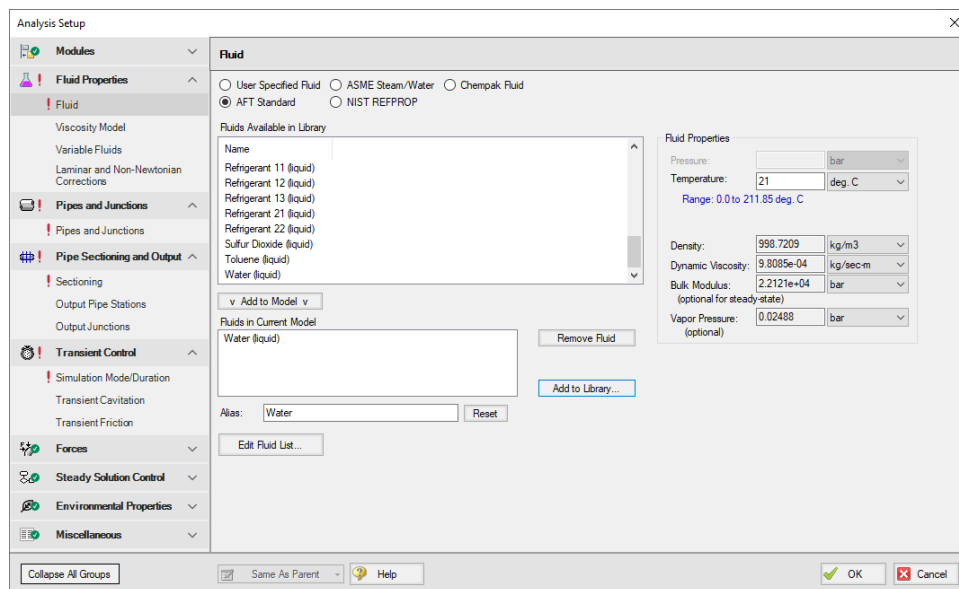 Analysis Setup
Modules
Fluid Properties
Fluid
Viscosity Model
Variable Fluids
Laminar and Non-Newtonian
Corrections
Pipes and Junctions
Pipes and Junctions
Pipe Sectioning and Output
Sectioning
Output Pipe Stations
Output Junctions
Transient Control
Simulation Mode/Duration
Transient Cavitation
Transient Friction
Forces
Steady Solution Control
Environmental Properties
Miscellaneous
Collapse All Groups
Fluid
User Specified Fluid ASME Steam/Water Chempak Fluid
AFT Standard NIST REFPROP
Fluids Available in Library
Name
Refrigerant 11 (liquid)
Refrigerant 12 (liquid)
Refrigerant 13 (liquid)
Refrigerant 21 (liquid)
Refrigerant 22 (liquid)
Sulfur Dioxide (liquid)
Toluene (liquid)
Water (liquid)
v Add to Model v
Fluids in Current Model
Water (liquid)
Remove Fluid
Add to Library...
Alias: Water Reset
Edit Fluid List...
Fluid Properties
Pressure: bar
Temperature: 21 deg. C
Range: 0.0 to 211.85 deg. C
Density: 998.7209 kg/m3
Dynamic Viscosity: 9.8085e-04 kg/sec-m
Bulk Modulus: 2.2121e+04 bar
(optional for steady-state)
Vapor Pressure: 0.02488 bar
(optional)
Same As Parent Help OK Cancel